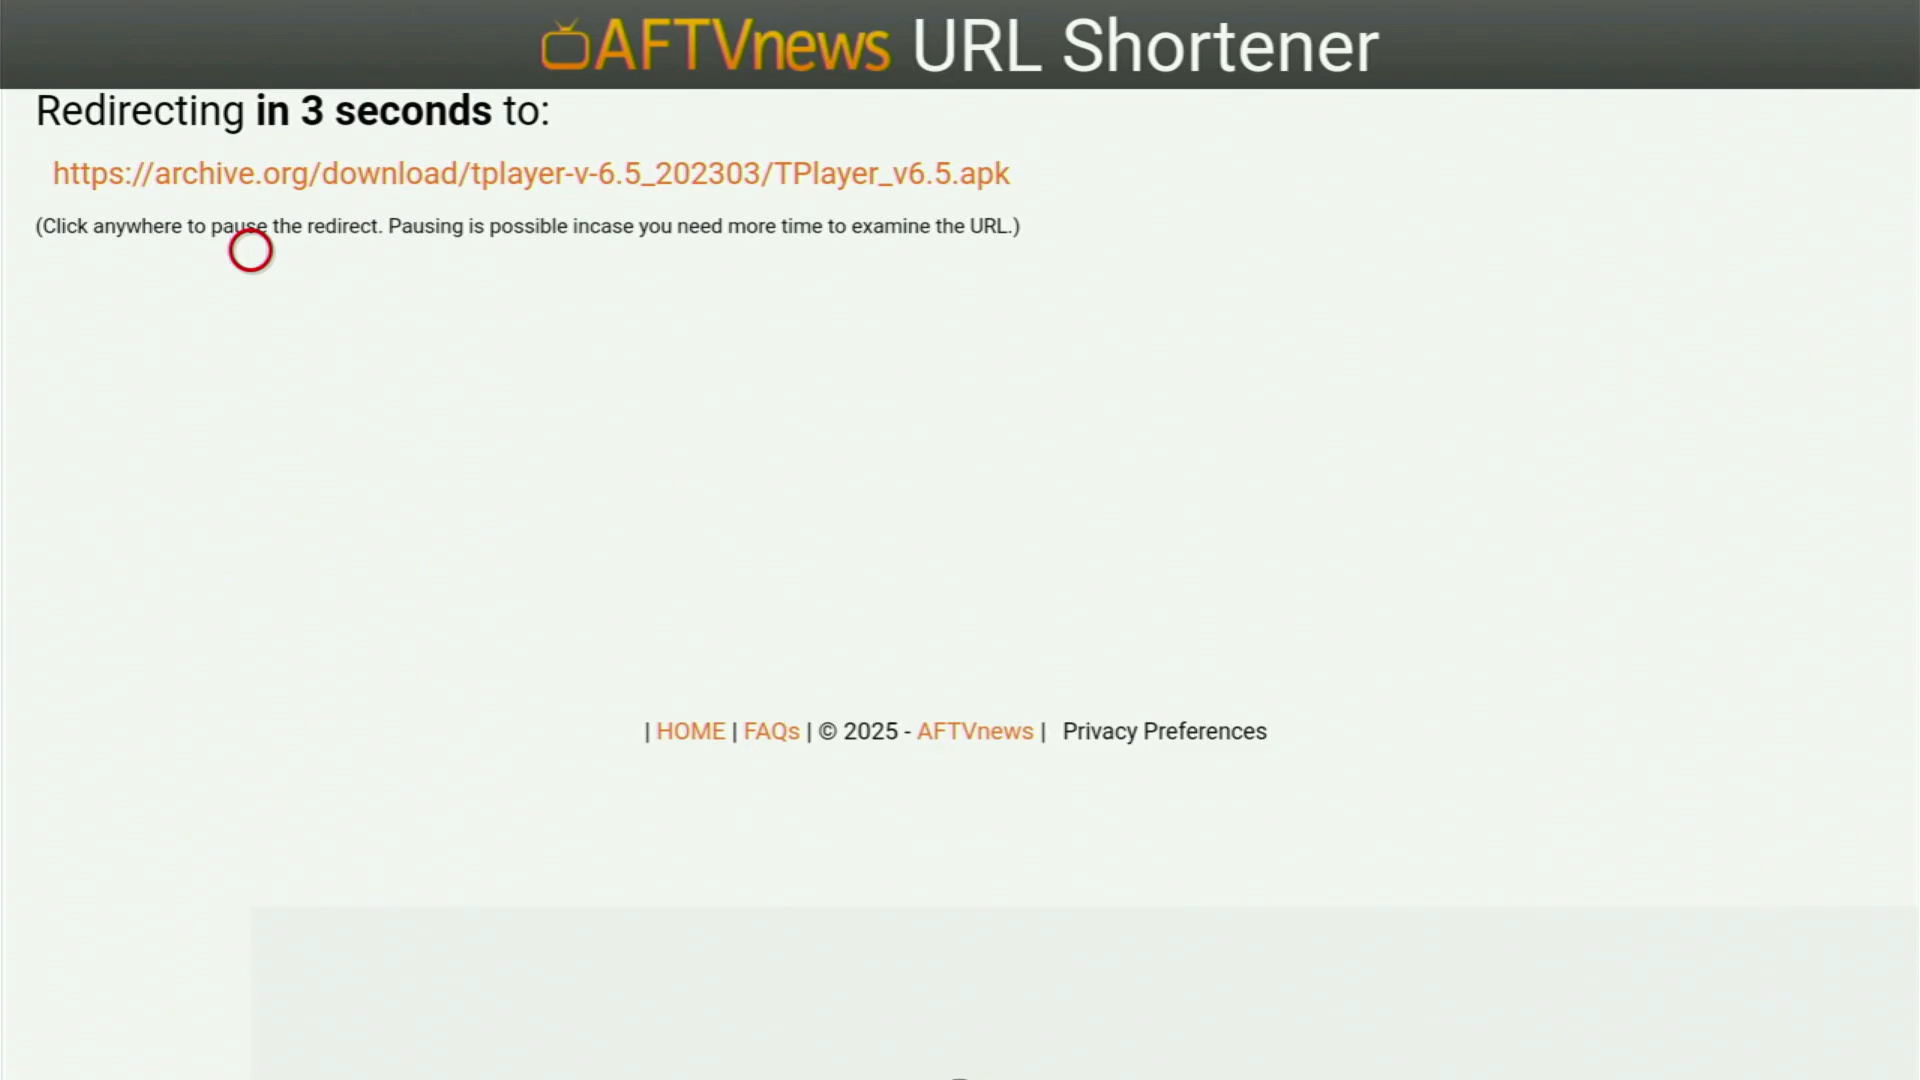 AFTVnews URL Shortener
Redirecting in 3 seconds to:
https://archive.org/download/tplayer-v-6.5_202303/TPlayer_v6.5.apk
(Click anywhere to pause the redirect. Pausing is possible incase you need more time to examine the URL.)
| HOME | FAQs | © 2025 - AFTVnews | Privacy Preferences